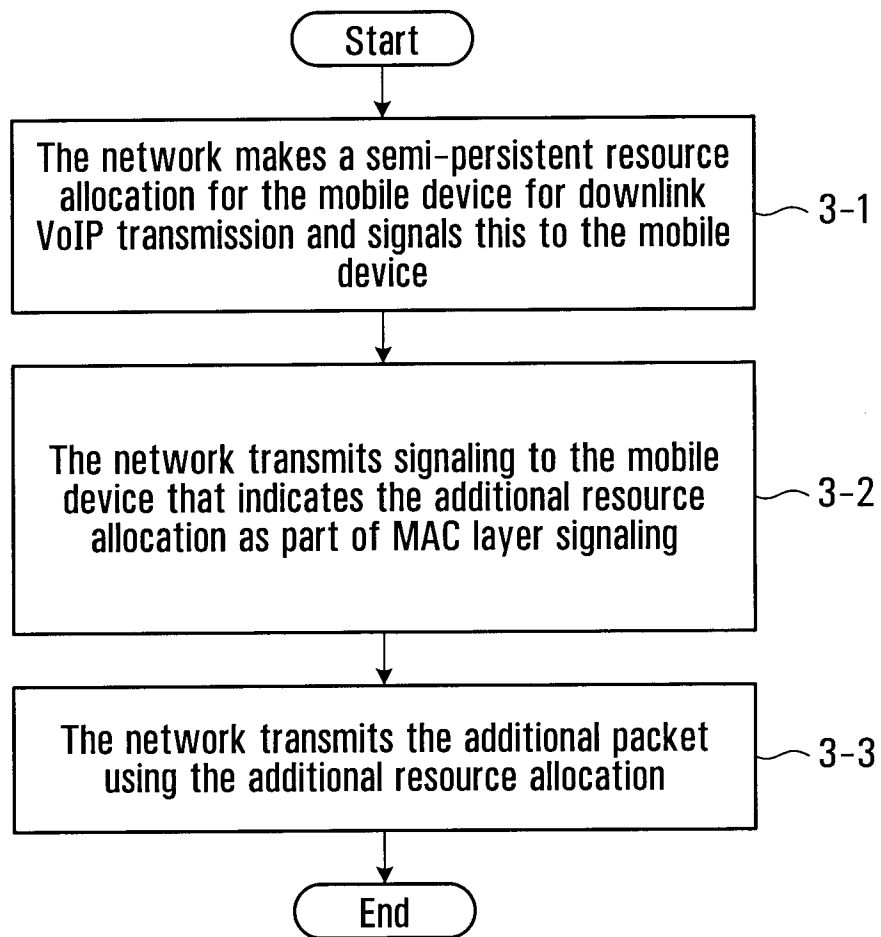 Start
The network makes a semi-persistent resource
allocation for the mobile device for downlink
VoIP transmission and signals this to the mobile
device
3-1
The network transmits signaling to the mobile
device that indicates the additional resource
allocation as part of MAC layer signaling
3-2
The network transmits the additional packet
using the additional resource allocation
3-3
End